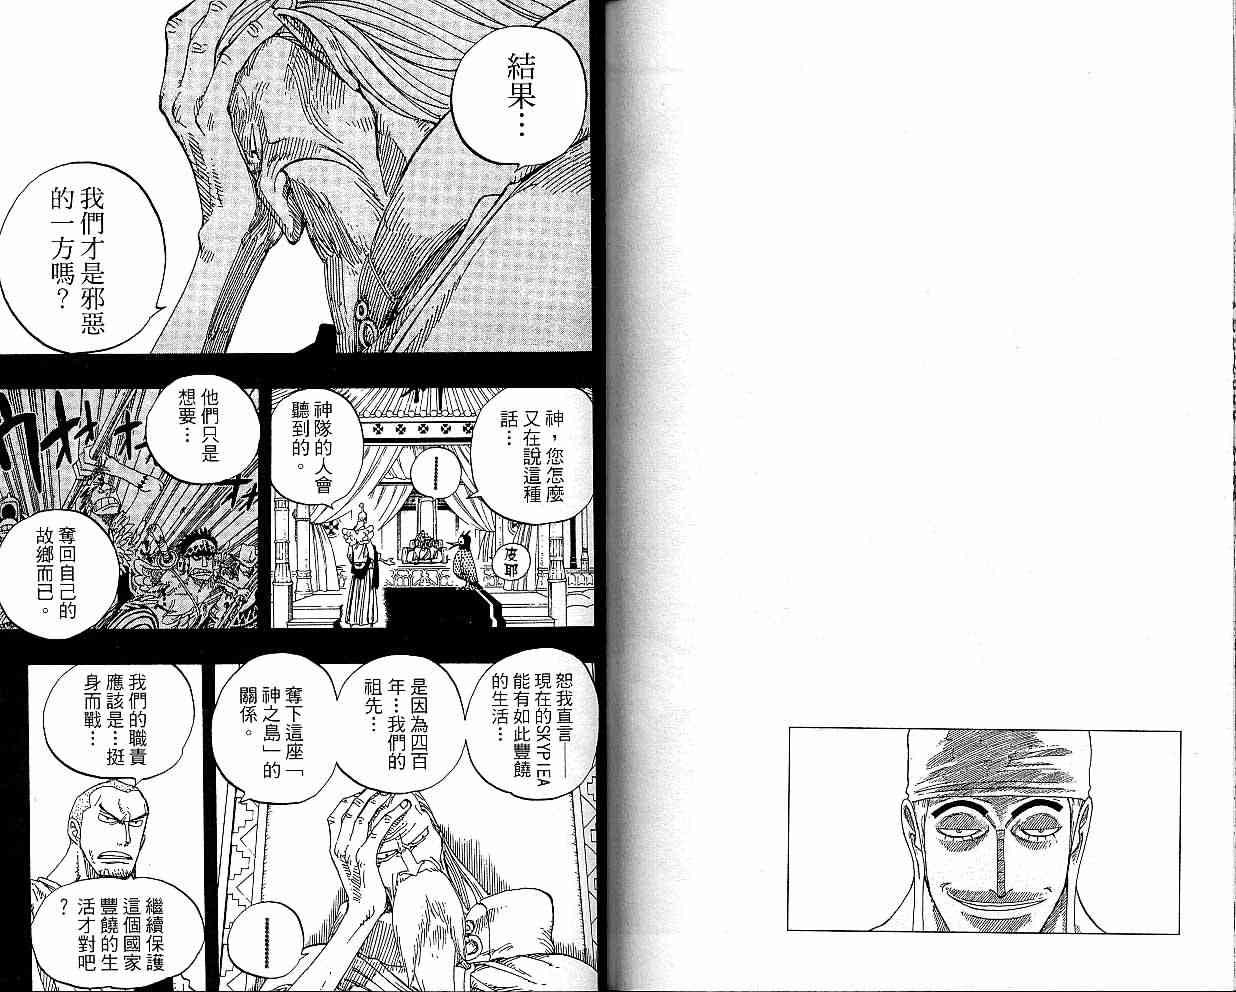 結果…
我們才是邪惡
的一方嗎？
神，您怎麼
又在說這種
話…
皮耶
神隊的人會
聽到的。
他們只是
想要…
奪回自己的
故鄉而已。
恕我直言——
現在的SKYPIEA
能有如此豐饒
的生活…
是因為四百
年…我們的
祖先…
奪下這座「
神之島」的
關係。
我們的職責
應該是…挺
身而戰…
繼續保護
這個國家
豐饒的生
活才對吧
？